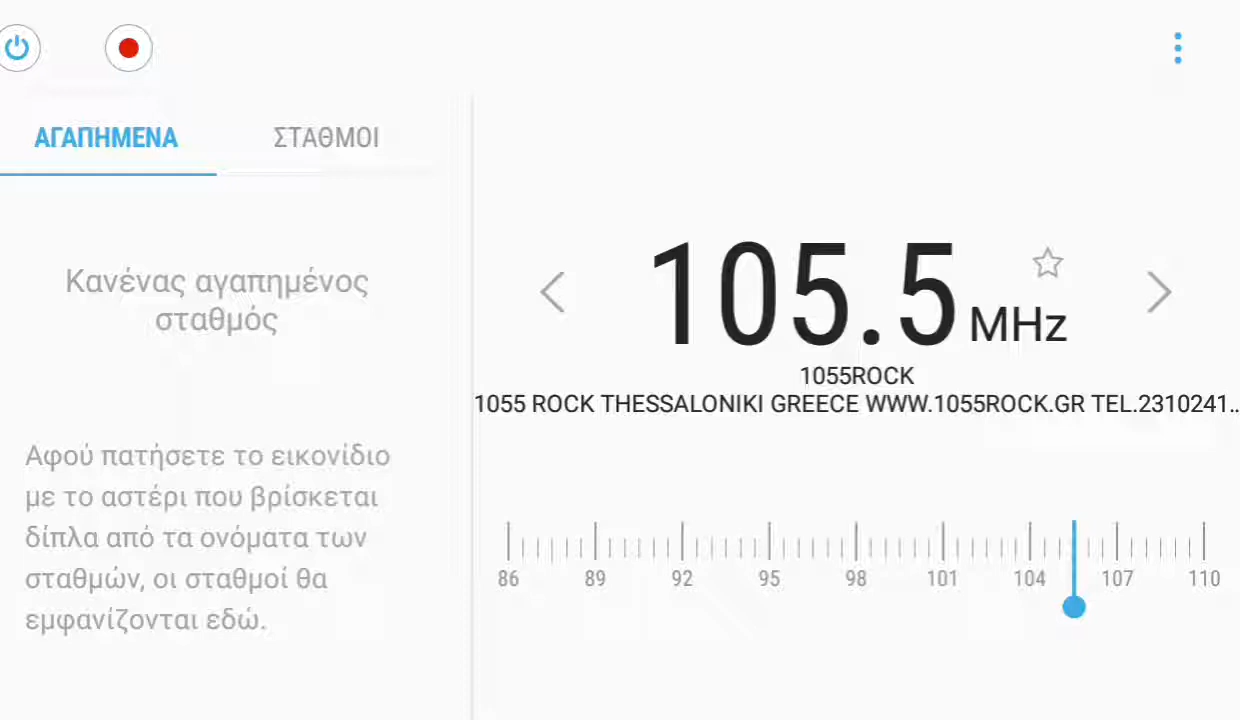 ΑΓΑΠΗΜΕΝΑ
ΣΤΑΘΜΟΙ
Κανένας αγαπημένος
σταθμός
Αφού πατήσετε το εικονίδιο
με το αστέρι που βρίσκεται
δίπλα από τα ονόματα των
σταθμών, οι σταθμοί θα
εμφανίζονται εδώ.
105.5 MHz
1055ROCK
1055 ROCK THESSALONIKI GREECE WWW.1055ROCK.GR TEL.2310241..
86 89 92 95 98 101 104 107 110